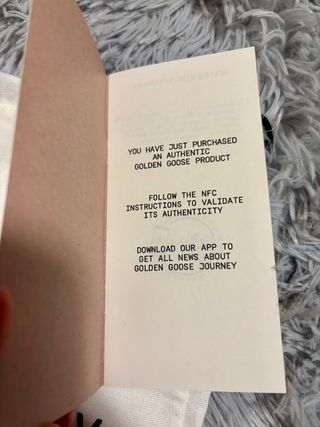 YOU HAVE JUST PURCHASED
AN AUTHENTIC
GOLDEN GOOSE PRODUCT
FOLLOW THE NFC
INSTRUCTIONS TO VALIDATE
ITS AUTHENTICITY
DOWNLOAD OUR APP TO
GET ALL NEWS ABOUT
GOLDEN GOOSE JOURNEY